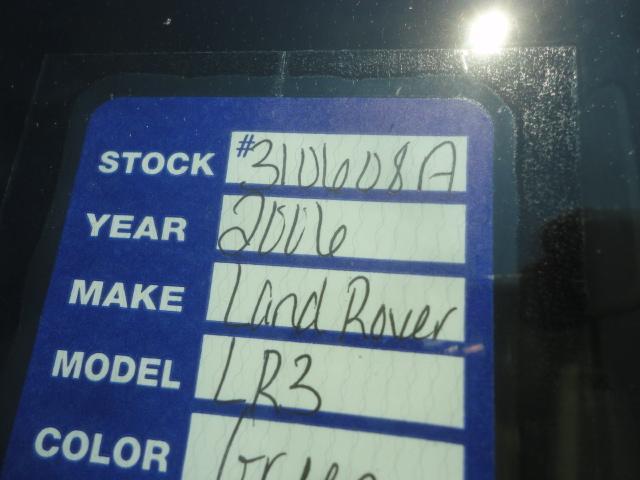 STOCK #310608A
YEAR 2006
MAKE Land Rover
MODEL LR3
COLOR